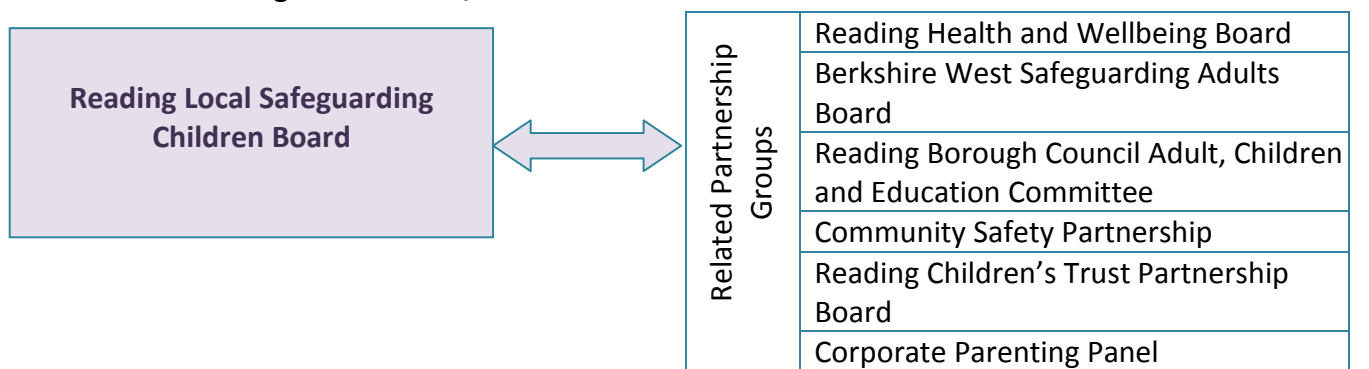 Reading Local Safeguarding
Children Board
Related Partnership
Groups
Reading Health and Wellbeing Board
Berkshire West Safeguarding Adults
Board
Reading Borough Council Adult, Children
and Education Committee
Community Safety Partnership
Reading Children’s Trust Partnership
Board
Corporate Parenting Panel